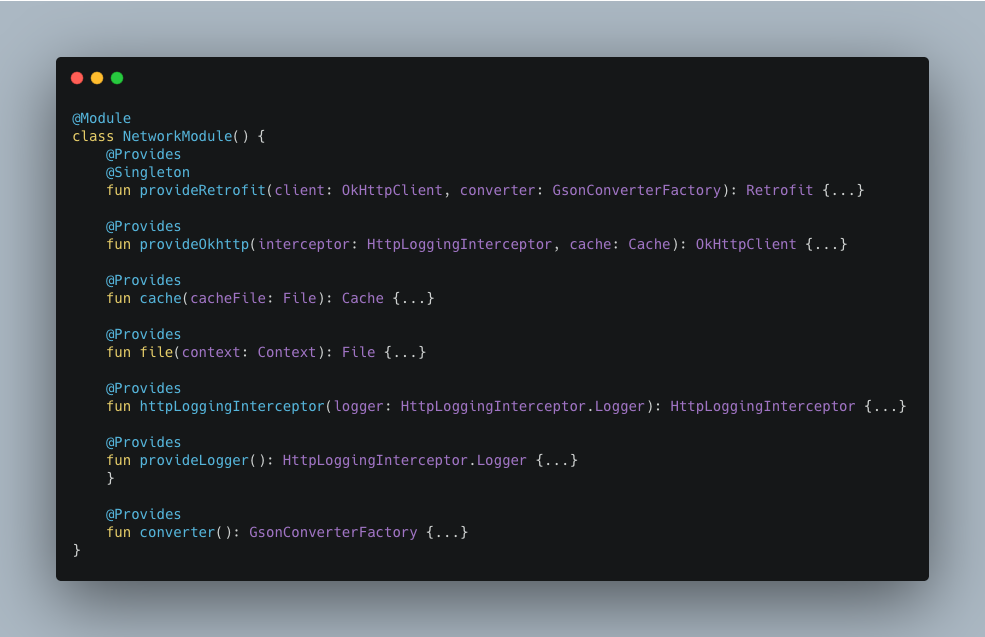 @Module
class NetworkModule() {
    @Provides
    @Singleton
    fun provideRetrofit(client: OkHttpClient, converter: GsonConverterFactory): Retrofit {...}

    @Provides
    fun provideOkhttp(interceptor: HttpLoggingInterceptor, cache: Cache): OkHttpClient {...}

    @Provides
    fun cache(cacheFile: File): Cache {...}

    @Provides
    fun file(context: Context): File {...}

    @Provides
    fun httpLoggingInterceptor(logger: HttpLoggingInterceptor.Logger): HttpLoggingInterceptor {...}

    @Provides
    fun provideLogger(): HttpLoggingInterceptor.Logger {...}
    }

    @Provides
    fun converter(): GsonConverterFactory {...}
}